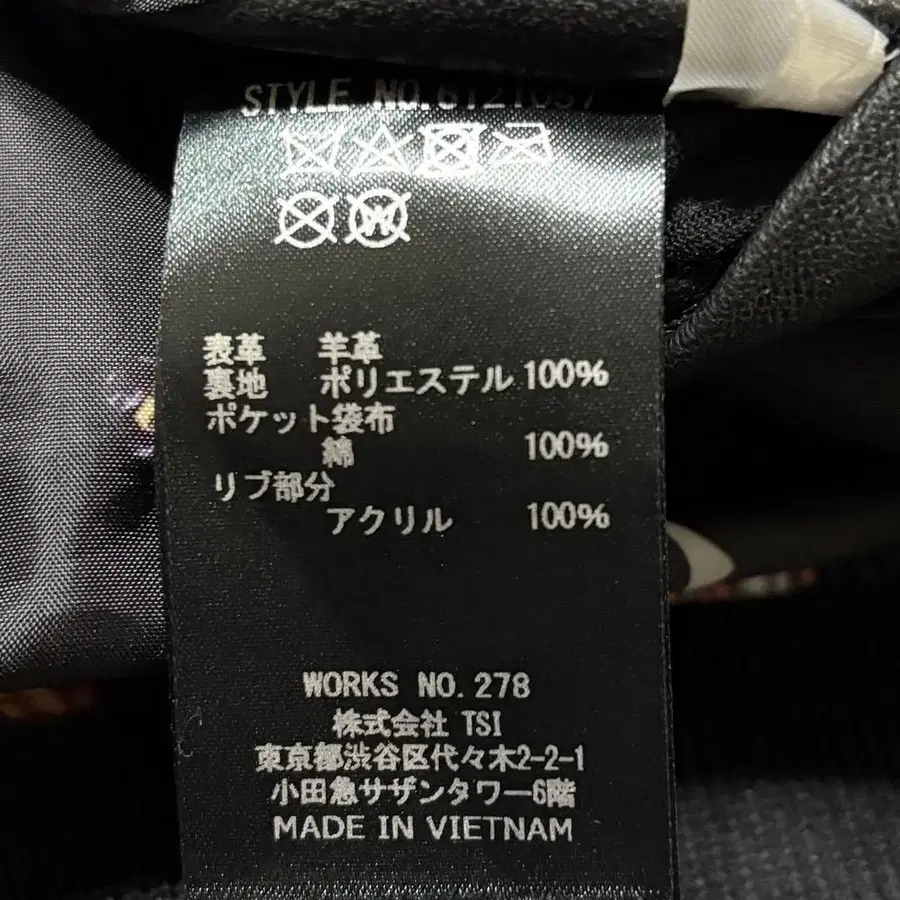 STYLE NO.
表革 羊革
裏地 ポリエステル 100%
ポケット袋布
綿 100%
リブ部分
アクリル 100%
WORKS NO. 278
株式会社 TSI
東京都渋谷区代々木2-2-1
小田急サザンタワー6階
MADE IN VIETNAM